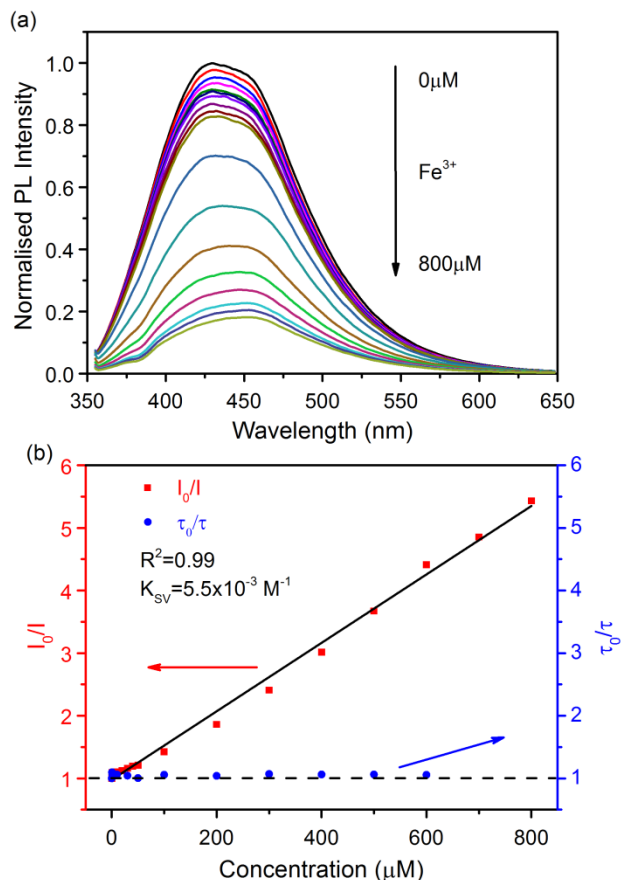 (a)
Normalised PL Intensity
1.0
0.8
0.6
0.4
0.2
0.0
0μM
Fe³⁺
800μM
350 400 450 500 550 600 650
Wavelength (nm)
(b)
I₀/I
6
5
4
3
2
1
I₀/I
τ₀/τ
R²=0.99
K_SV=5.5x10⁻³ M⁻¹
6
5
4
3
2
1
τ₀/τ
0 200 400 600 800
Concentration (μM)